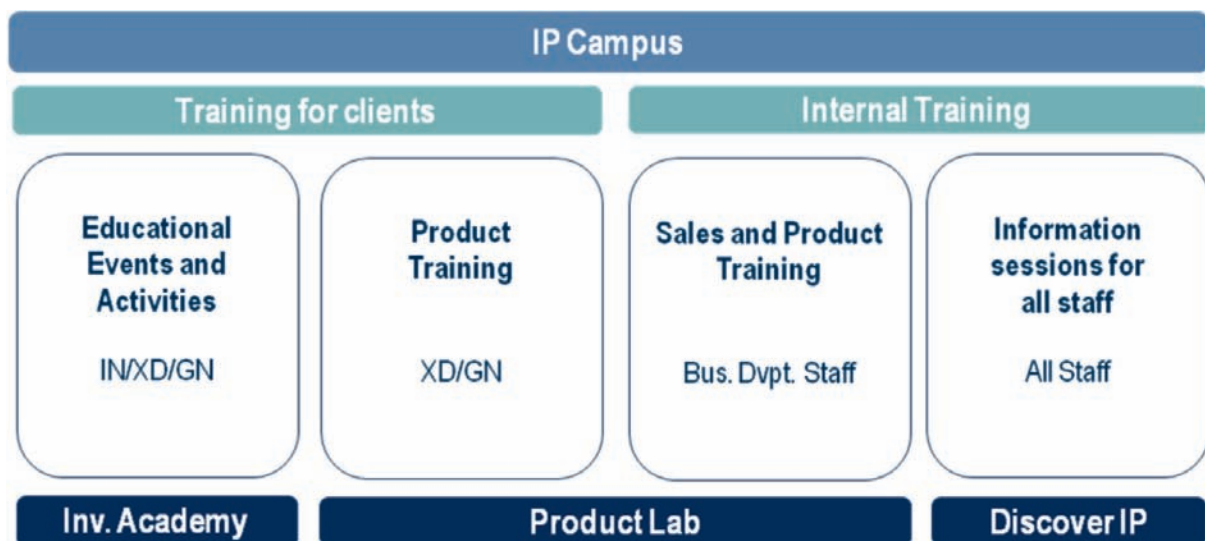 IP Campus
Training for clients
Internal Training
Educational
Events and
Activities
IN/XD/GN
Product
Training
XD/GN
Sales and Product
Training
Bus. Dvpt. Staff
Information
sessions for
all staff
All Staff
Inv. Academy
Product Lab
Discover IP